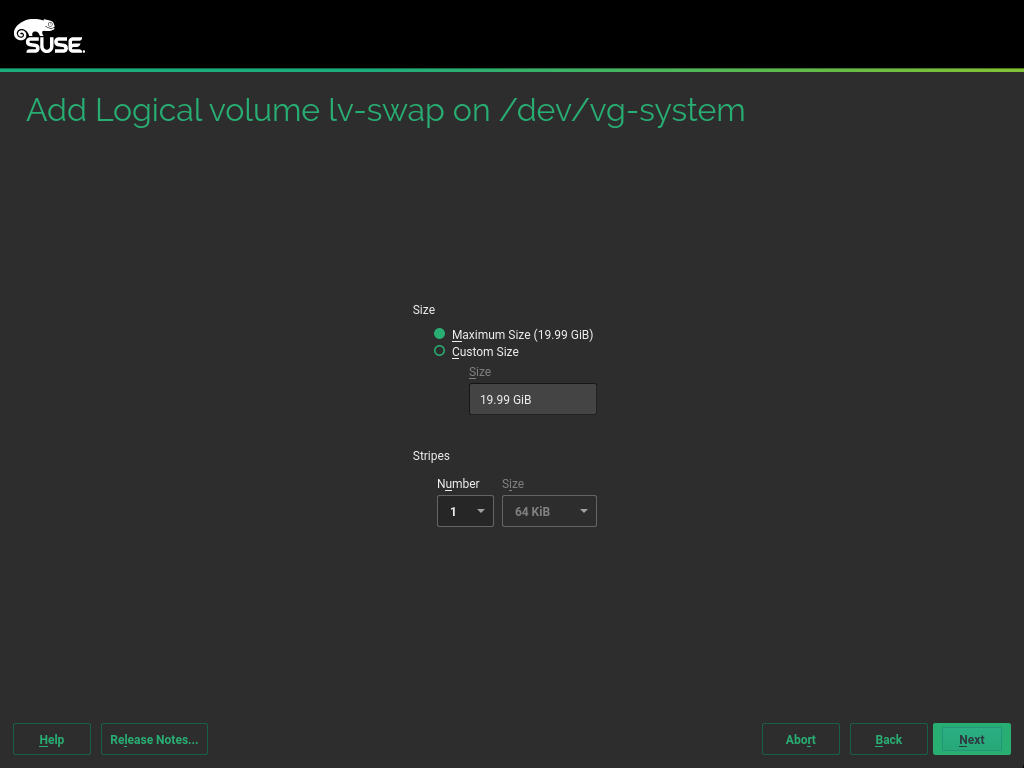 SUSE.
Add Logical volume lv-swap on /dev/vg-system
Size
Maximum Size (19.99 GiB)
Custom Size
Size
19.99 GiB
Stripes
Number Size
1 64 KiB
Help Release Notes... Abort Back Next